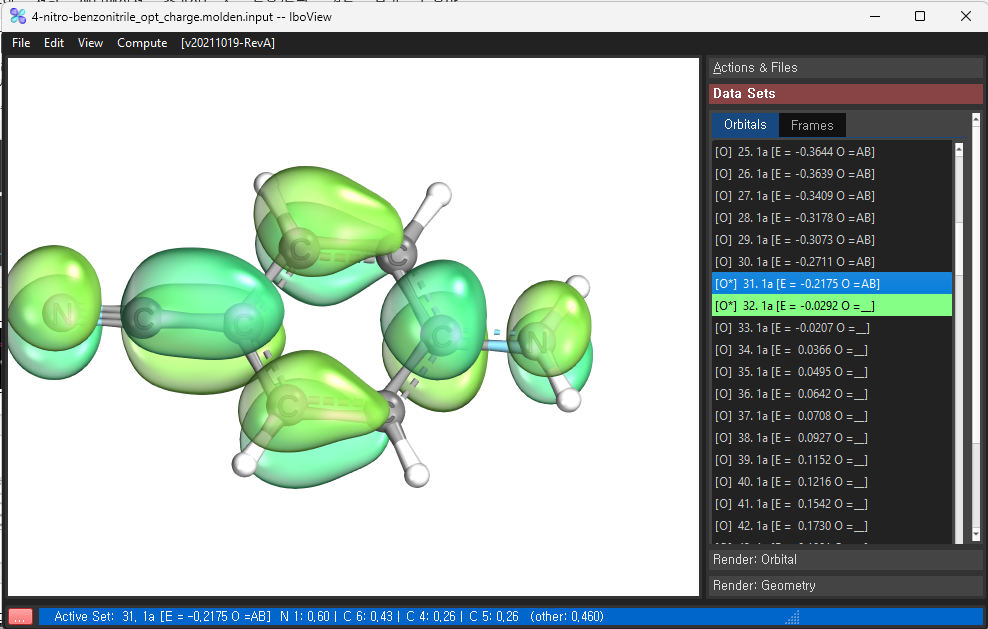 4-nitro-benzonitrile_opt_charge.molden.input -- IboView
File Edit View Compute [v20211019-RevA]
Actions & Files
Data Sets
Orbitals Frames
[O] 25. 1a [E = -0.3644 O =AB]
[O] 26. 1a [E = -0.3639 O =AB]
[O] 27. 1a [E = -0.3409 O =AB]
[O] 28. 1a [E = -0.3178 O =AB]
[O] 29. 1a [E = -0.3073 O =AB]
[O] 30. 1a [E = -0.2711 O =AB]
[O*] 31. 1a [E = -0.2175 O =AB]
[O*] 32. 1a [E = -0.0292 O =__]
[O] 33. 1a [E = -0.0207 O =__]
[O] 34. 1a [E = 0.0366 O =__]
[O] 35. 1a [E = 0.0495 O =__]
[O] 36. 1a [E = 0.0642 O =__]
[O] 37. 1a [E = 0.0708 O =__]
[O] 38. 1a [E = 0.0927 O =__]
[O] 39. 1a [E = 0.1152 O =__]
[O] 40. 1a [E = 0.1216 O =__]
[O] 41. 1a [E = 0.1542 O =__]
[O] 42. 1a [E = 0.1730 O =__]
Render: Orbital
Render: Geometry
C
C
N C C C N
C C
... Active Set: 31, 1a [E = -0,2175 O =AB] N 1: 0,60 | C 6: 0,43 | C 4: 0,26 | C 5: 0,26 (other: 0,460)